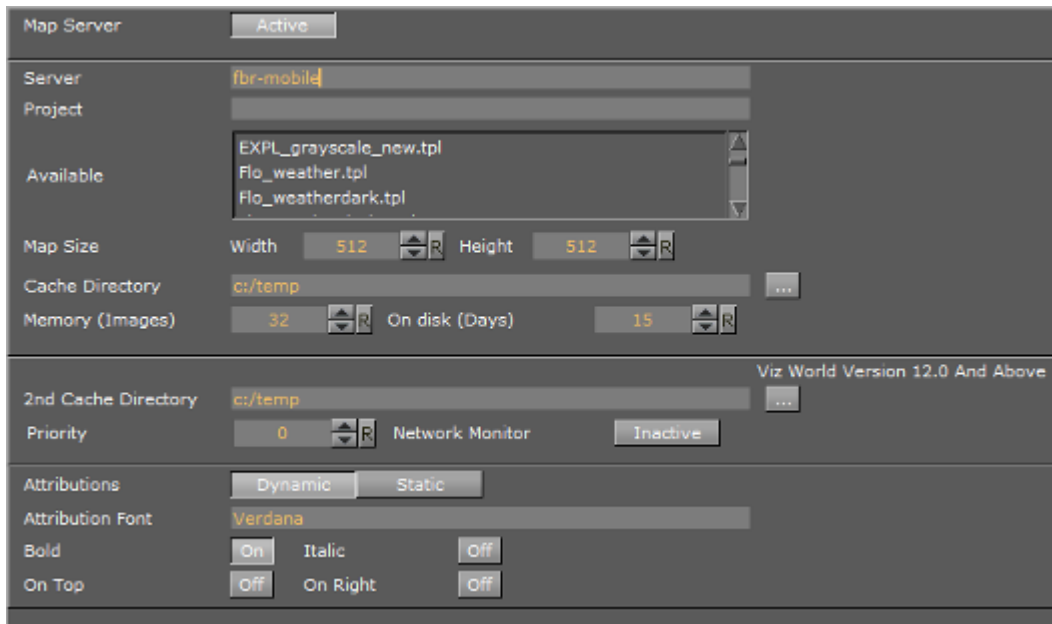 Map Server Active
Server fbr-mobile
Project
EXPL_grayscale_new.tpl
Available Flo_weather.tpl
Flo_weatherdark.tpl
Map Size Width 512 R Height 512 R
Cache Directory c:/temp ...
Memory (Images) 32 R On disk (Days) 15 R
Viz World Version 12.0 And Above
2nd Cache Directory c:/temp ...
Priority 0 R Network Monitor Inactive
Attributions Dynamic Static
Attribution Font Verdana
Bold On Italic Off
On Top Off On Right Off